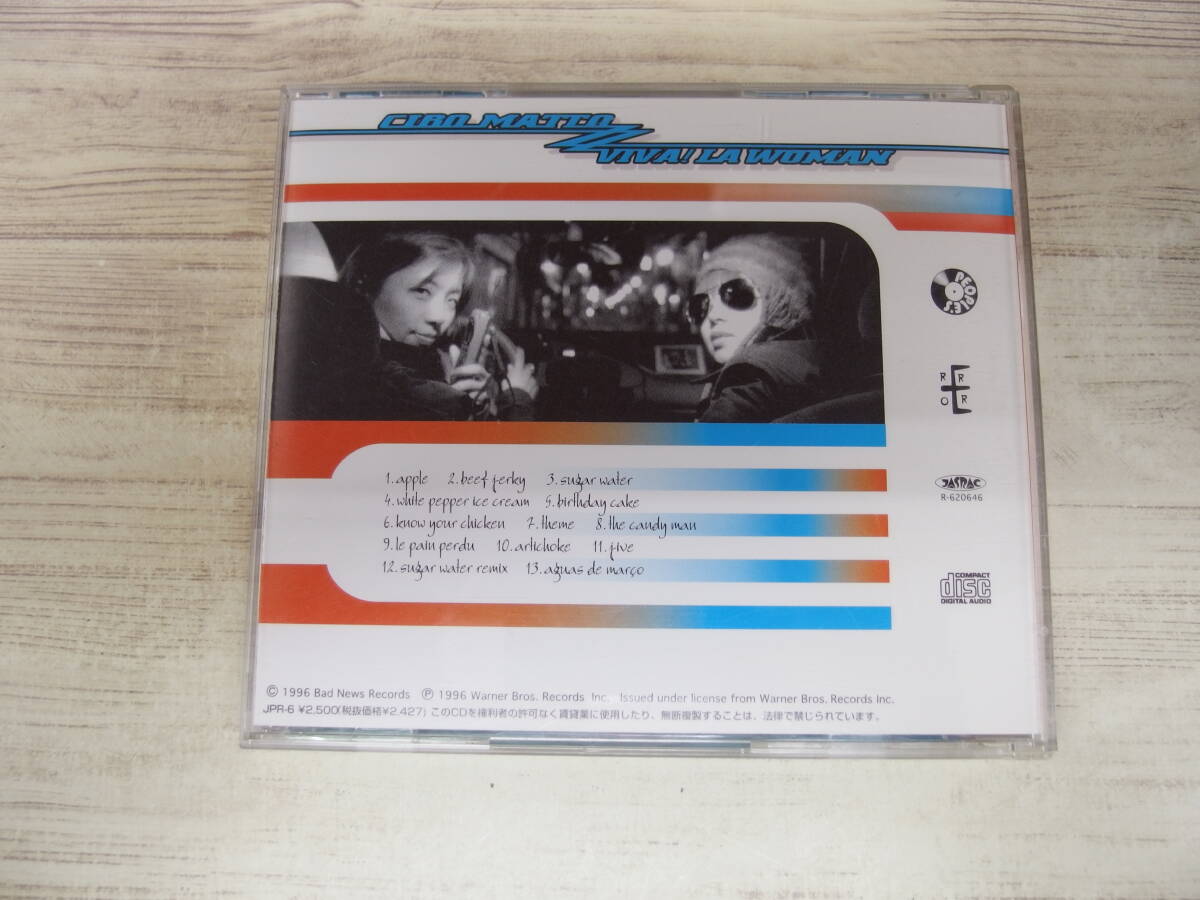 CIBO MATTO
VIVA! LA WOMAN
PEOPLE'S
ERROR
JASRAC
R-620646
COMPACT
disc
DIGITAL AUDIO
1. apple 2. beef jerky 3. sugar water
4. white pepper ice cream 5. birthday cake
6. know your chicken 7. theme 8. the candy man
9. le pain perdu 10. artichoke 11. jive
12. sugar water remix 13. aguas de março
© 1996 Bad News Records ℗ 1996 Warner Bros. Records Inc. Issued under license from Warner Bros. Records Inc.
JPR-6 ¥2,500(税抜価格¥2,427) このCDを権利者の許可なく賃貸業に使用したり、無断複製することは、法律で禁じられています。